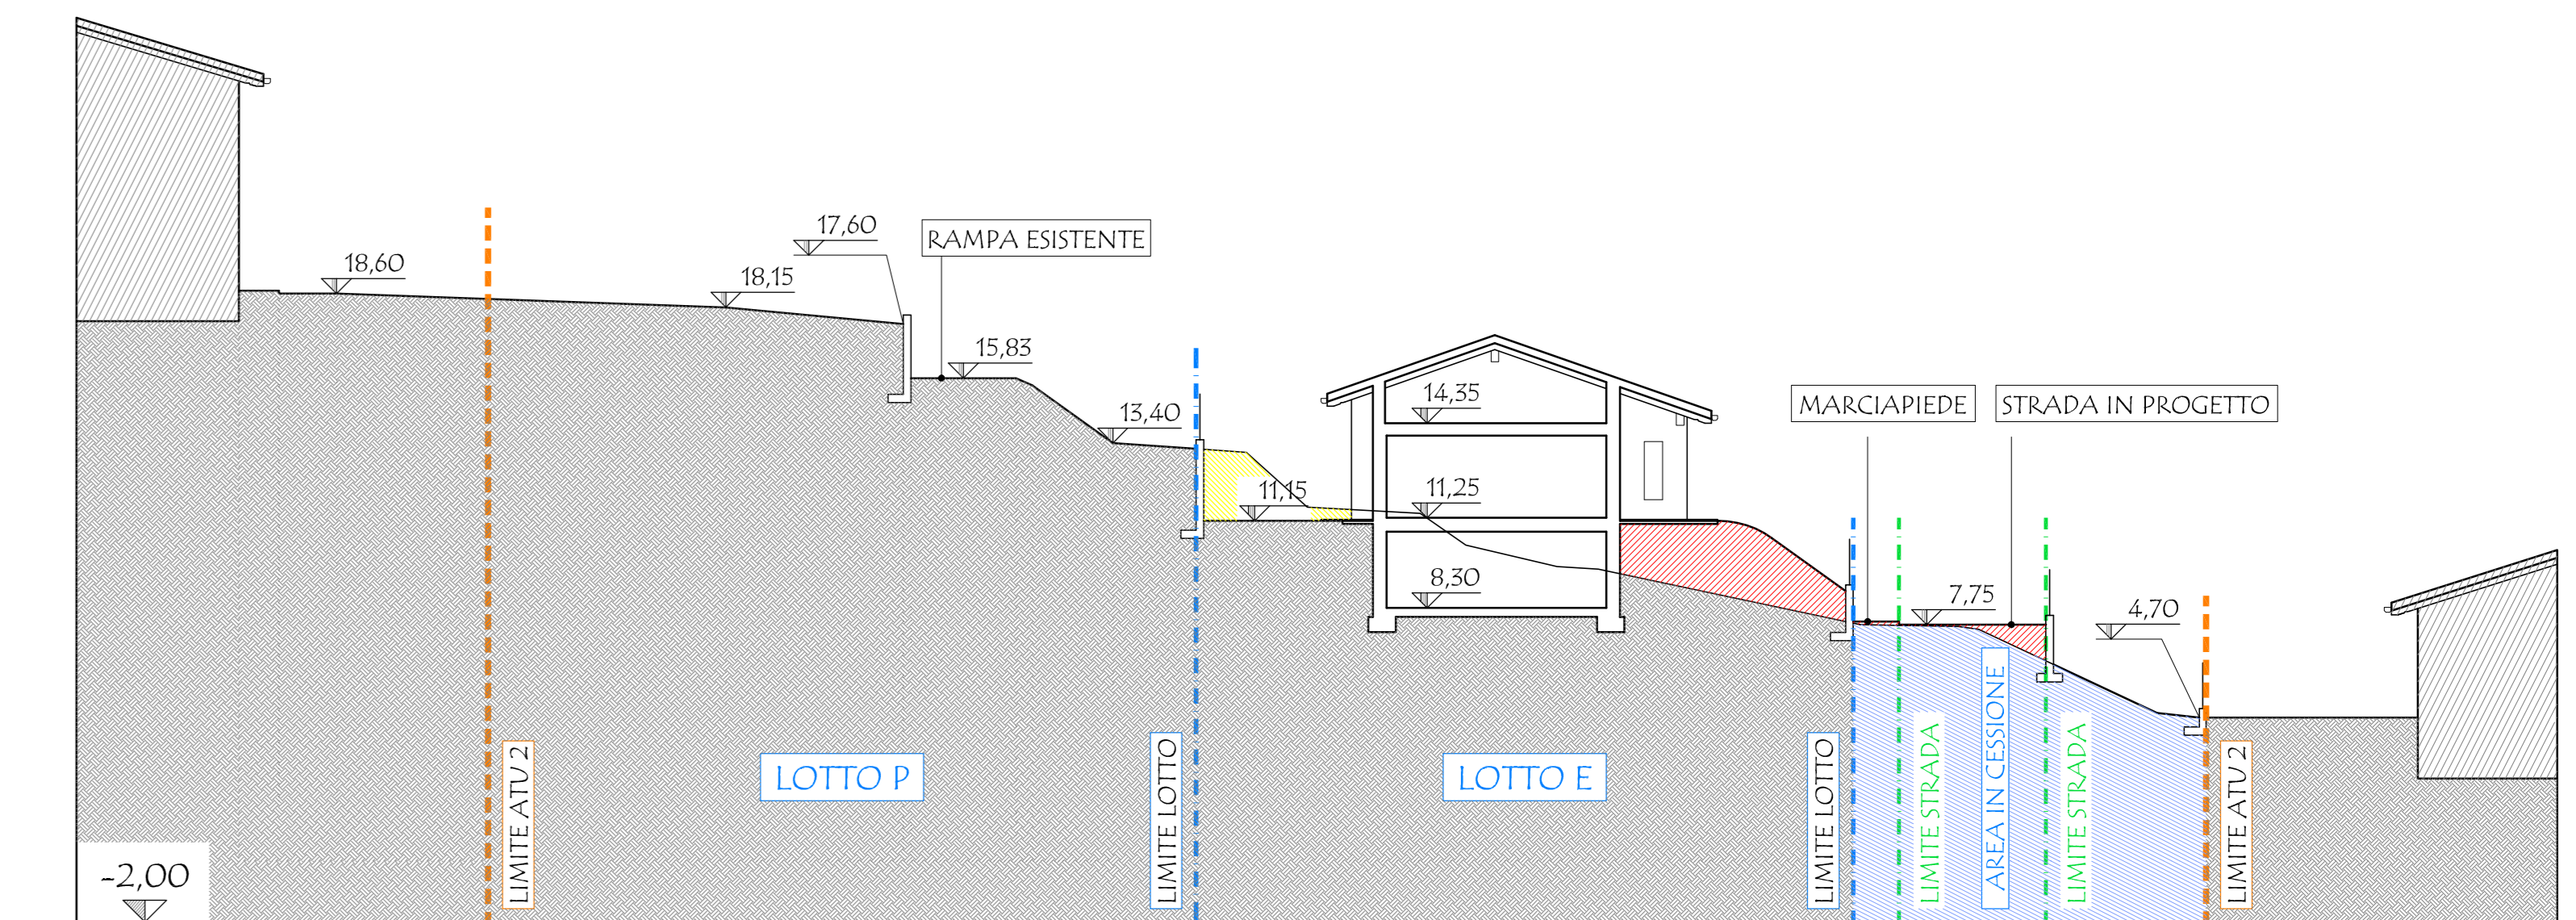 17,60
RAMPA ESISTENTE
18,60
18,15
15,83
13,40
14,35
MARCIAPIEDE
STRADA IN PROGETTO
11,15
11,25
8,30
7,75
4,70
LIMITE ATU 2
LOTTO P
LIMITE LOTTO
LOTTO E
LIMITE LOTTO
LIMITE STRADA
AREA IN CESSIONE
LIMITE STRADA
LIMITE ATU 2
-2,00